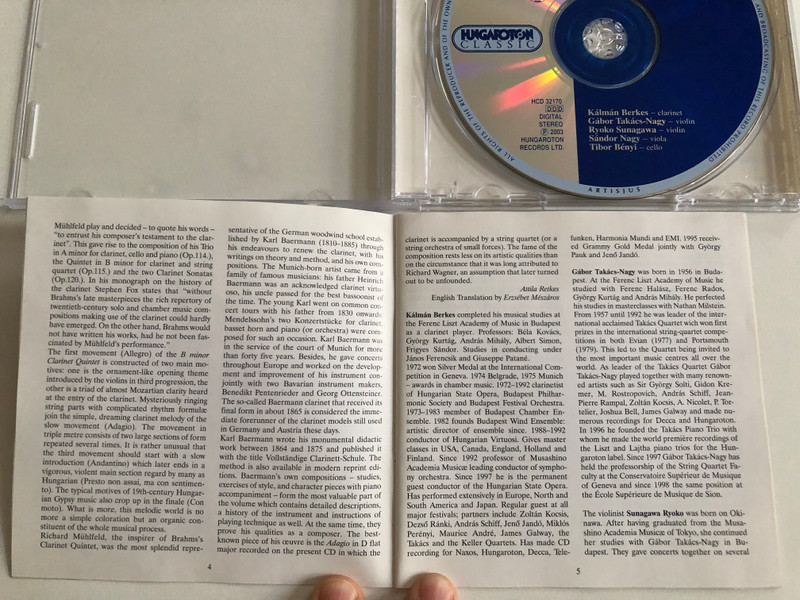 HUNGAROTON
CLASSIC
HCD 32170
DDD
DIGITAL
STEREO
℗ 2003
HUNGAROTON
RECORDS LTD.
Kálmán Berkes – clarinet
Gábor Takács-Nagy – violin
Ryoko Sunagawa – violin
Sándor Nagy – viola
Tibor Bényi – cello
ALL RIGHTS OF THE REPRODUCER AND OF THE OWN
AND BROADCASTING OF THIS RECORD PROHIBITED
ARTISJUS
Mühlfeld play and decided – to quote his words –
"to entrust his composer's testament to the clar-
inet". This gave rise to the composition of his Trio
in A minor for clarinet, cello and piano (Op.114.),
the Quintet in B minor for clarinet and string
quartet (Op.115.) and the two Clarinet Sonatas
(Op.120.). In his monograph on the history of
the clarinet Stephen Fox states that "without
Brahms's late masterpieces the rich repertory of
twentieth-century solo and chamber music com-
positions making use of the clarinet could hardly
have emerged. On the other hand, Brahms would
not have written his works, had he not been fas-
cinated by Mühlfeld's performance."
The first movement (Allegro) of the B minor
Clarinet Quintet is constructed of two main mo-
tives: one is the ornament-like opening theme
introduced by the violins in third progression, the
other is a triad of almost Mozartian clarity heard
at the entry of the clarinet. Mysteriously ringing
string parts with complicated rhythm formulæ
join the simple, dreaming clarinet melody of the
slow movement (Adagio). The movement in
triple metre consists of two large sections of form
repeated several times. It is rather unusual that
the third movement should start with a slow
introduction (Andantino) which later ends in a
vigorous, violent main section regard by many as
Hungarian (Presto non assai, ma con sentimen-
to). The typical motives of 19th-century Hungar-
ian Gypsy music also crop up in the finale (Con
moto). What is more, this melodic world is no
more a simple coloration but an organic con-
stituent of the whole musical process.
Richard Mühlfeld, the inspirer of Brahms's
Clarinet Quintet, was the most splendid repre-
sentative of the German woodwind school estab-
lished by Karl Baermann (1810–1885) through
his endeavours to renew the clarinet, with his
writings on theory and method, and his own com-
positions. The Munich-born artist came from a
family of famous musicians: his father Heinrich
Baermann was an acknowledged clarinet virtu-
oso, his uncle passed for the best bassoonist of
the time. The young Karl went on common con-
cert tours with his father from 1830 onwards.
Mendelssohn's two Konzertstücke for clarinet,
basset horn and piano (or orchestra) were com-
posed for such an occasion. Karl Baermann was
in the service of the court of Munich for more
than forty five years. Besides, he gave concerts
throughout Europe and worked on the develop-
ment and improvement of his instrument con-
jointly with two Bavarian instrument makers,
Benedikt Pentenrieder and Georg Ottensteiner.
The so-called Baermann clarinet that received its
final form in about 1865 is considered the imme-
diate forerunner of the clarinet models still used
in Germany and Austria these days.
Karl Baermann wrote his monumental didactic
work between 1864 and 1875 and published it
with the title Vollständige Clarinett-Schule. The
method is also available in modern reprint edi-
tions. Baermann's own compositions – studies,
exercises of style, and character pieces with piano
accompaniment – form the most valuable part of
the volume which contains detailed descriptions,
a history of the instrument and instructions of
playing technique as well. At the same time, they
prove his qualities as a composer. The best-
known piece of his œuvre is the Adagio in D flat
major recorded on the present CD in which the
4
clarinet is accompanied by a string quartet (or a
string orchestra of small forces). The fame of the
composition rests less on its artistic qualities than
on the circumstance that it was long attributed to
Richard Wagner, an assumption that later turned
out to be unfounded.
Attila Retkes
English Translation by Erzsébet Mészáros
Kálmán Berkes completed his musical studies at
the Ferenc Liszt Academy of Music in Budapest
as a clarinet player. Professors: Béla Kovács,
György Kurtág, András Mihály, Albert Simon,
Frigyes Sándor. Studies in conducting under
János Ferencsik and Giuseppe Patané.
1972 won Silver Medal at the International Com-
petition in Geneva. 1974 Belgrade, 1975 Munich
– awards in chamber music. 1972–1992 clarinetist
of Hungarian State Opera, Budapest Philhar-
monic Society and Budapest Festival Orchestra.
1973–1983 member of Budapest Chamber En-
semble. 1982 founds Budapest Wind Emsemble:
artistic director of ensemble since. 1988–1992
conductor of Hungarian Virtuosi. Gives master
classes in USA, Canada, England, Holland and
Finland. Since 1992 professor of Musashino
Academia Musicæ leading conductor of sympho-
ny orchestra. Since 1997 he is the permanent
guest conductor of the Hungarian State Opera.
Has performed extensively in Europe, North and
South America and Japan. Regular guest at all
major festivals; partners include Zoltán Kocsis,
Dezső Ránki, András Schiff, Jenő Jandó, Miklós
Perényi, Maurice André, James Galway, the
Takács and the Keller Quartets. Has made CD
recording for Naxos, Hungaroton, Decca, Tele-
funken, Harmonia Mundi and EMI. 1995 receiv-
ed Grammy Gold Medal jointly with György
Pauk and Jenő Jandó.
Gábor Takács-Nagy was born in 1956 in Buda-
pest. At the Ferenc Liszt Academy of Music he
studied with Ferenc Halász, Ferenc Rados,
György Kurtág and András Mihály. He perfected
his studies in masterclasses with Nathan Milstein.
From 1957 until 1992 he was leader of the inter-
national acclaimed Takács Quartet wich won first
prizes in the international string-quartet compe-
titions in both Evian (1977) and Portsmouth
(1979). This led to the Quartet being invited to
the most important music centres all over the
world. As leader of the Takács Quartet Gábor
Takács-Nagy played together with many renown-
ed artists such as Sir György Solti, Gidon Kre-
mer, M. Rostropovich, András Schiff, Jean-
Pierre Rampal, Zoltán Kocsis, A. Nicolet, P. Tor-
telier, Joshua Bell, James Galway and made nu-
merous recordings for Decca and Hungaroton.
In 1996 he founded the Takács Piano Trio with
whom he made the world première recordings of
the Liszt and Lajtha piano trios for the Hun-
garoton label. Since 1997 Gábor Takács-Nagy has
held the professorship of the String Quartet Fa-
culty at the Conservatoire Supérieur de Musique
of Geneva and since 1998 the same position at
the École Supérieure de Musique de Sion.
The violinist Sunagawa Ryoko was born on Oki-
nawa. After having graduated from the Musa-
shino Academia Musicæ of Tokyo, she continued
her studies with Gábor Takács-Nagy in Bu-
dapest. They gave concerts together on several
5